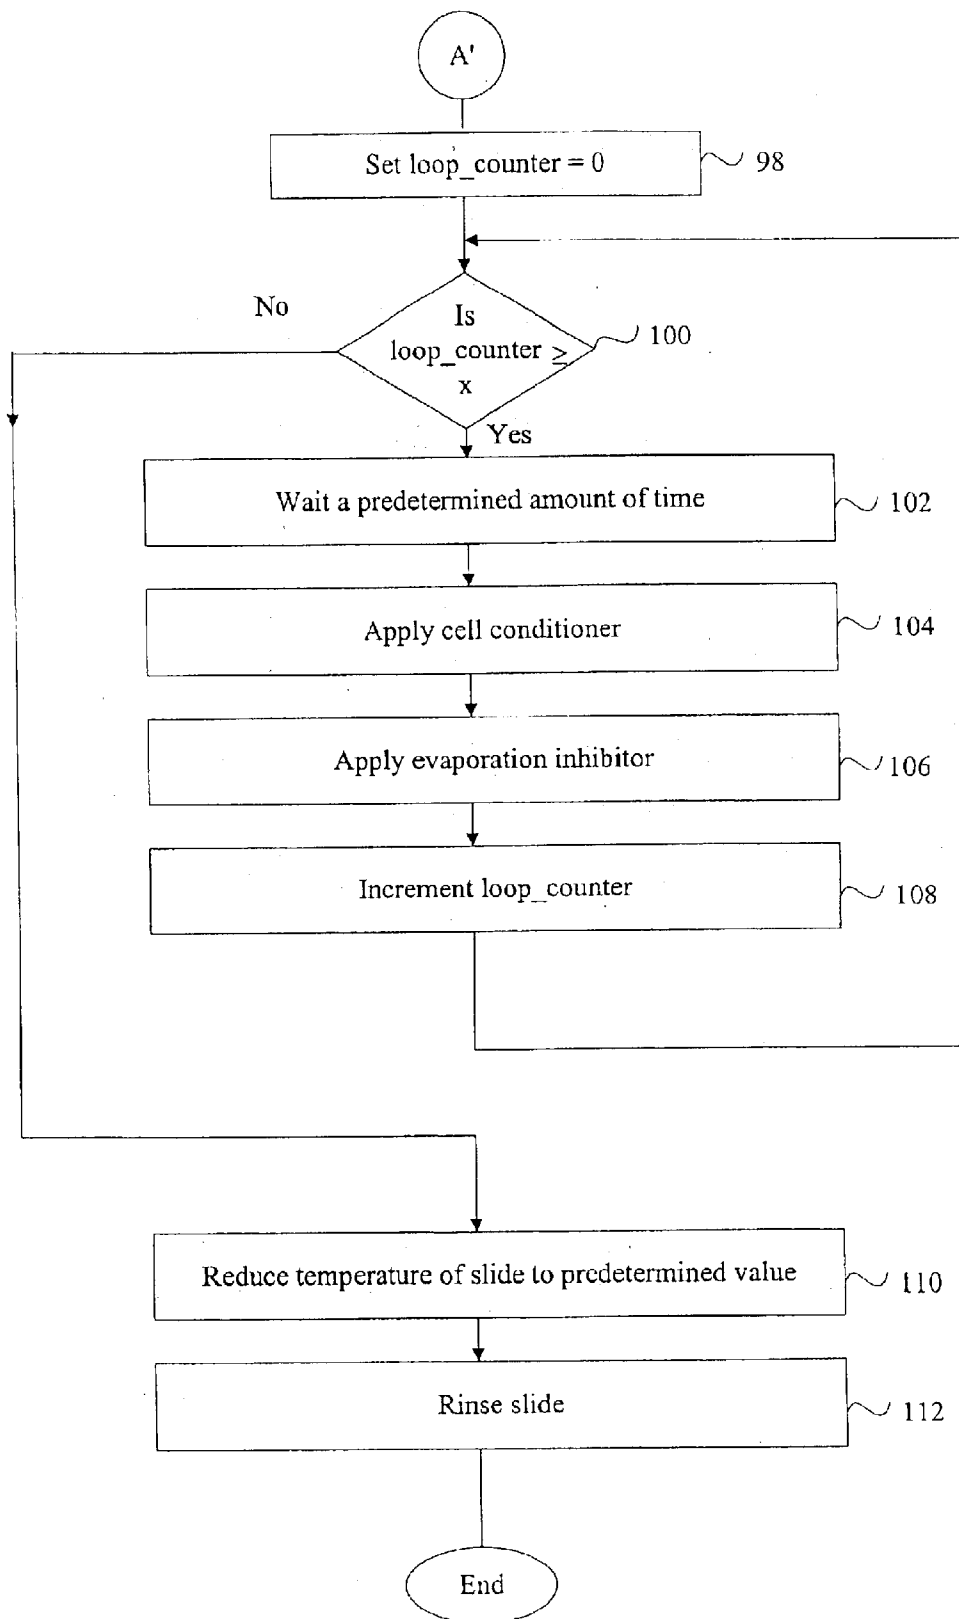 A'
Set loop_counter = 0
98
No
Is
loop_counter ≥
x
100
Yes
Wait a predetermined amount of time
102
Apply cell conditioner
104
Apply evaporation inhibitor
106
Increment loop_counter
108
Reduce temperature of slide to predetermined value
110
Rinse slide
112
End